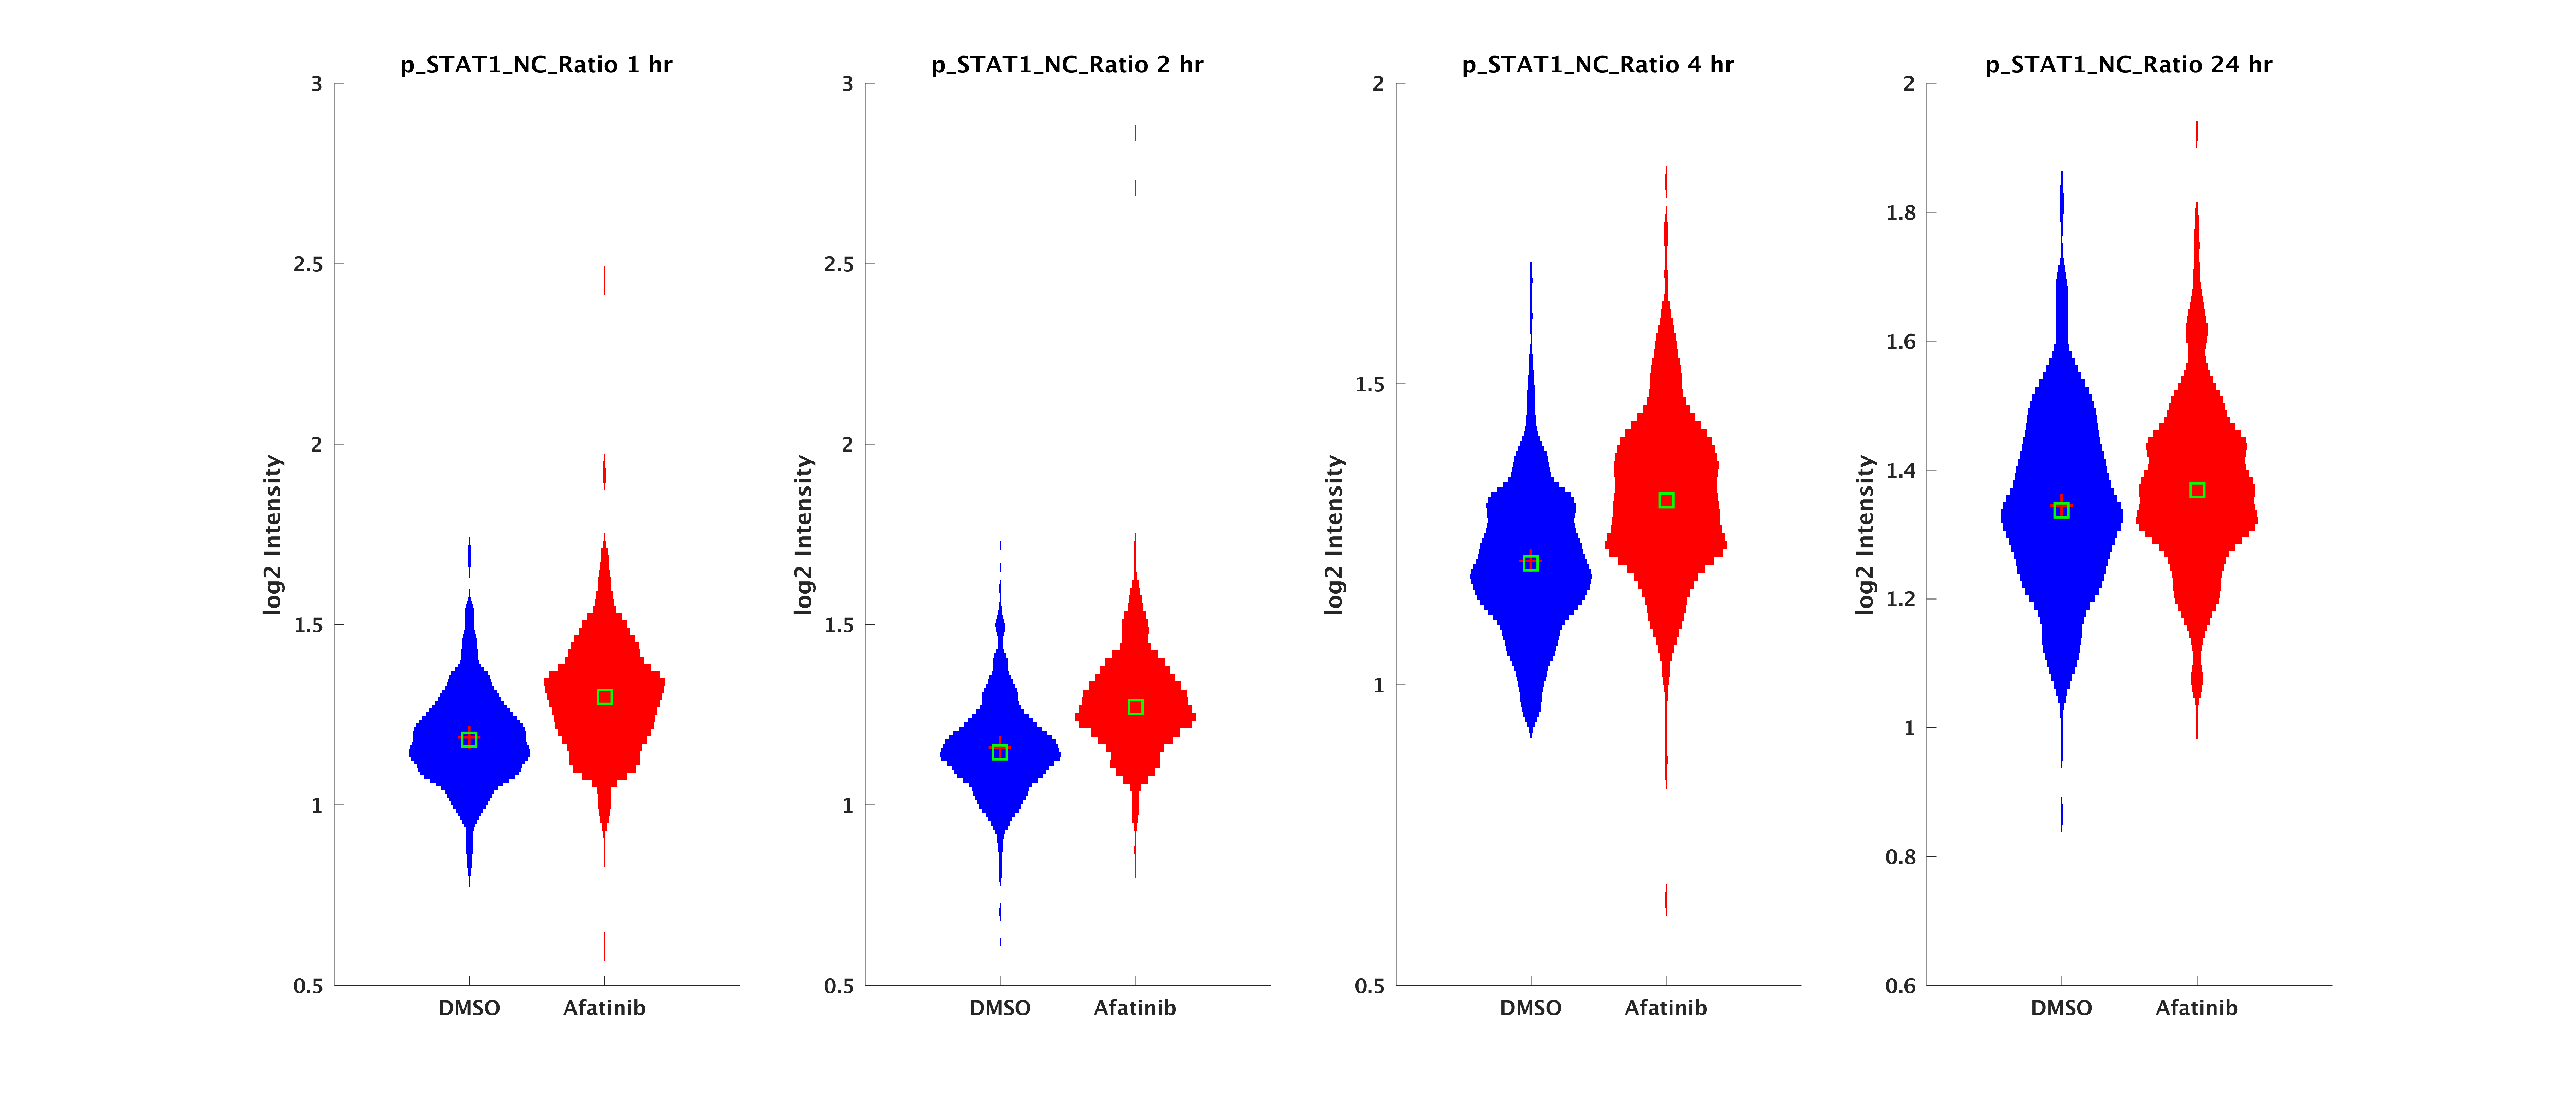 p_STAT1_NC_Ratio 1 hr
3
2.5
2
1.5
1
0.5
log2 Intensity
DMSO Afatinib
p_STAT1_NC_Ratio 2 hr
3
2.5
2
1.5
1
0.5
log2 Intensity
DMSO Afatinib
p_STAT1_NC_Ratio 4 hr
2
1.5
1
0.5
log2 Intensity
DMSO Afatinib
p_STAT1_NC_Ratio 24 hr
2
1.8
1.6
1.4
1.2
1
0.8
0.6
log2 Intensity
DMSO Afatinib